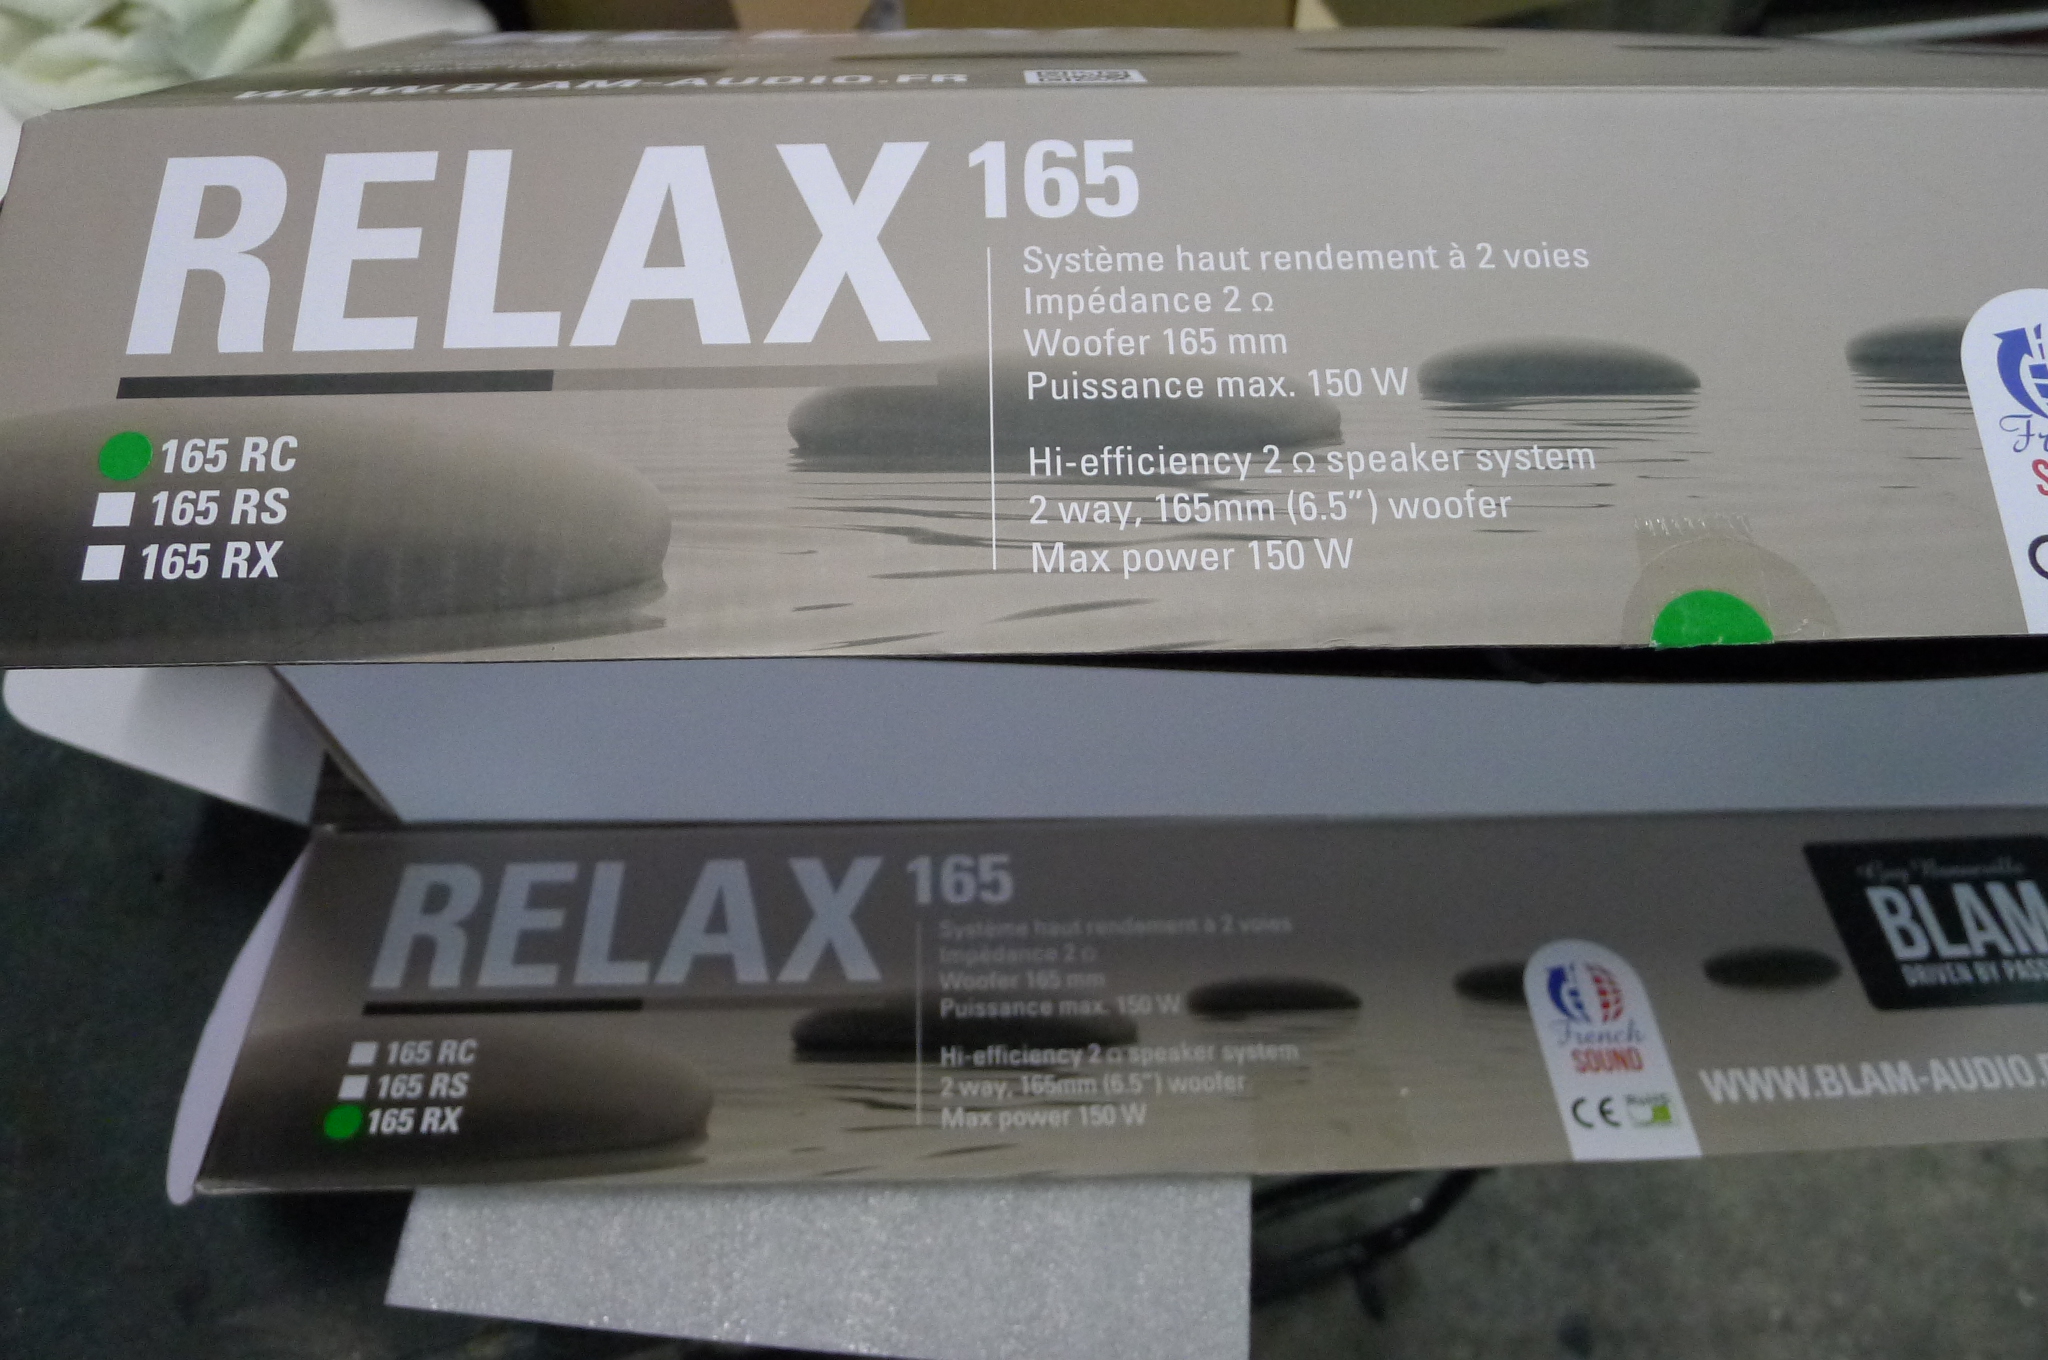 WWW.BLAM-AUDIO.FR
RELAX 165
Système haut rendement à 2 voies
Impédance 2 Ω
Woofer 165 mm
Puissance max. 150 W
Hi-efficiency 2 Ω speaker system
2 way, 165mm (6.5") woofer
Max power 150 W
165 RC
165 RS
165 RX
RELAX 165
Système haut rendement à 2 voies
Impédance 2 Ω
Woofer 165 mm
Puissance max. 150 W
Hi-efficiency 2 Ω speaker system
2 way, 165mm (6.5") woofer
Max power 150 W
165 RC
165 RS
165 RX
French
SOUND
CE
BLAM
DRIVEN BY PASS
WWW.BLAM-AUDIO.F